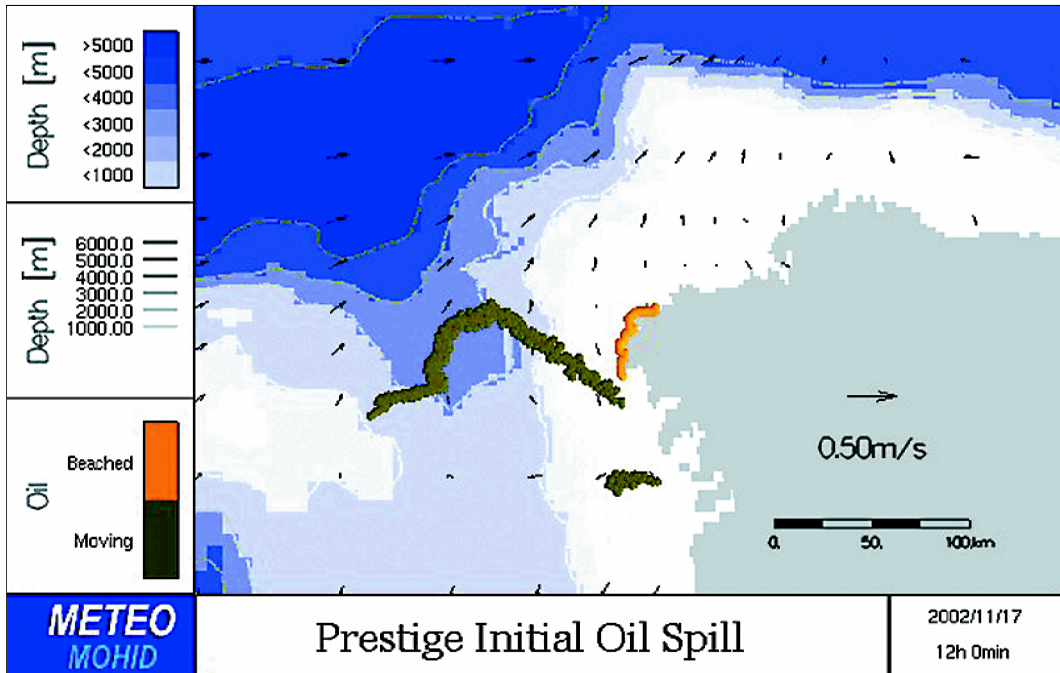 Depth [m]
>5000
<5000
<4000
<3000
<2000
<1000
Depth [m]
6000.0
5000.0
4000.0
3000.0
2000.0
1000.00
Oil
Beached
Moving
0.50m/s
0. 50. 100.km
METEO
MOHID
Prestige Initial Oil Spill
2002/11/17
12h 0min